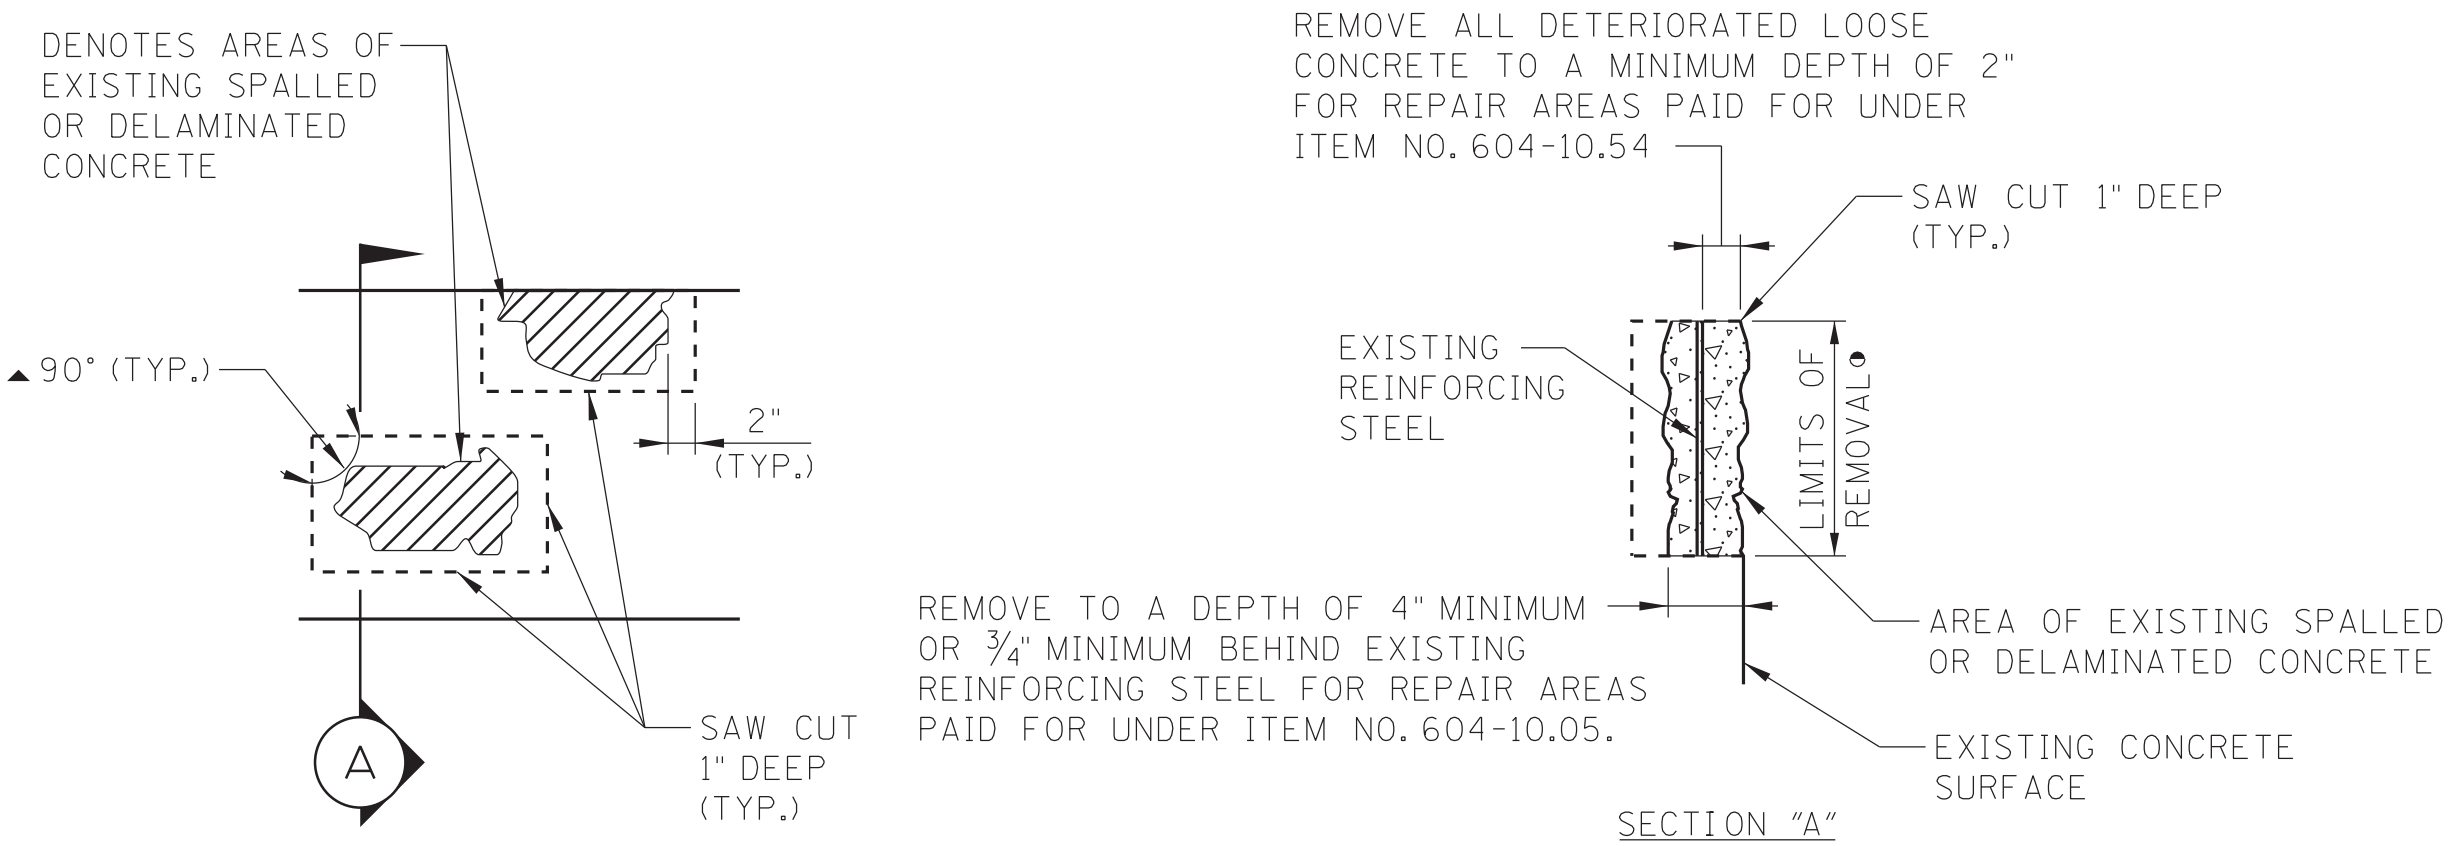 DENOTES AREAS OF
EXISTING SPALLED
OR DELAMINATED
CONCRETE
90° (TYP.)
2"
(TYP.)
SAW CUT
1" DEEP
(TYP.)
A
REMOVE ALL DETERIORATED LOOSE
CONCRETE TO A MINIMUM DEPTH OF 2"
FOR REPAIR AREAS PAID FOR UNDER
ITEM NO. 604-10.54
SAW CUT 1" DEEP
(TYP.)
EXISTING
REINFORCING
STEEL
LIMITS OF
REMOVAL
REMOVE TO A DEPTH OF 4" MINIMUM
OR 3/4" MINIMUM BEHIND EXISTING
REINFORCING STEEL FOR REPAIR AREAS
PAID FOR UNDER ITEM NO. 604-10.05.
AREA OF EXISTING SPALLED
OR DELAMINATED CONCRETE
EXISTING CONCRETE
SURFACE
SECTION "A"